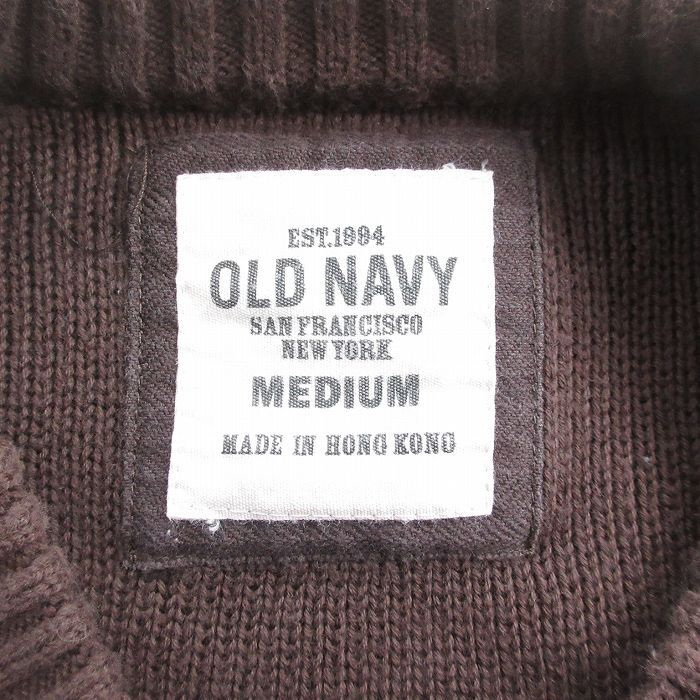 EST.1994
OLD NAVY
SAN FRANCISCO
NEW YORK
MEDIUM
MADE IN HONG KONG